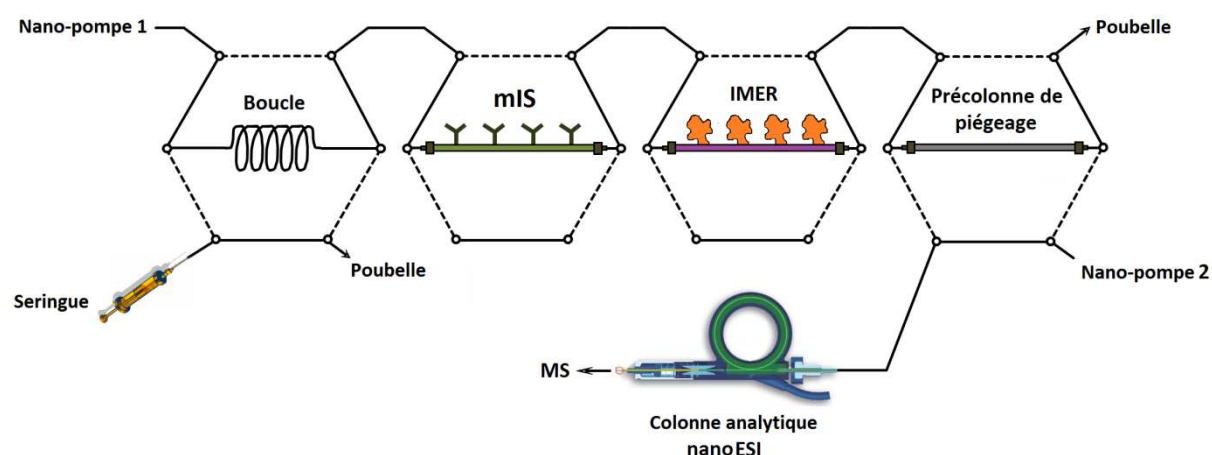 Nano-pompe 1
Poubelle
Boucle
mIS
IMER
Précolonne de
piégeage
Poubelle
Nano-pompe 2
Seringue
MS
Colonne analytique
nanoESI